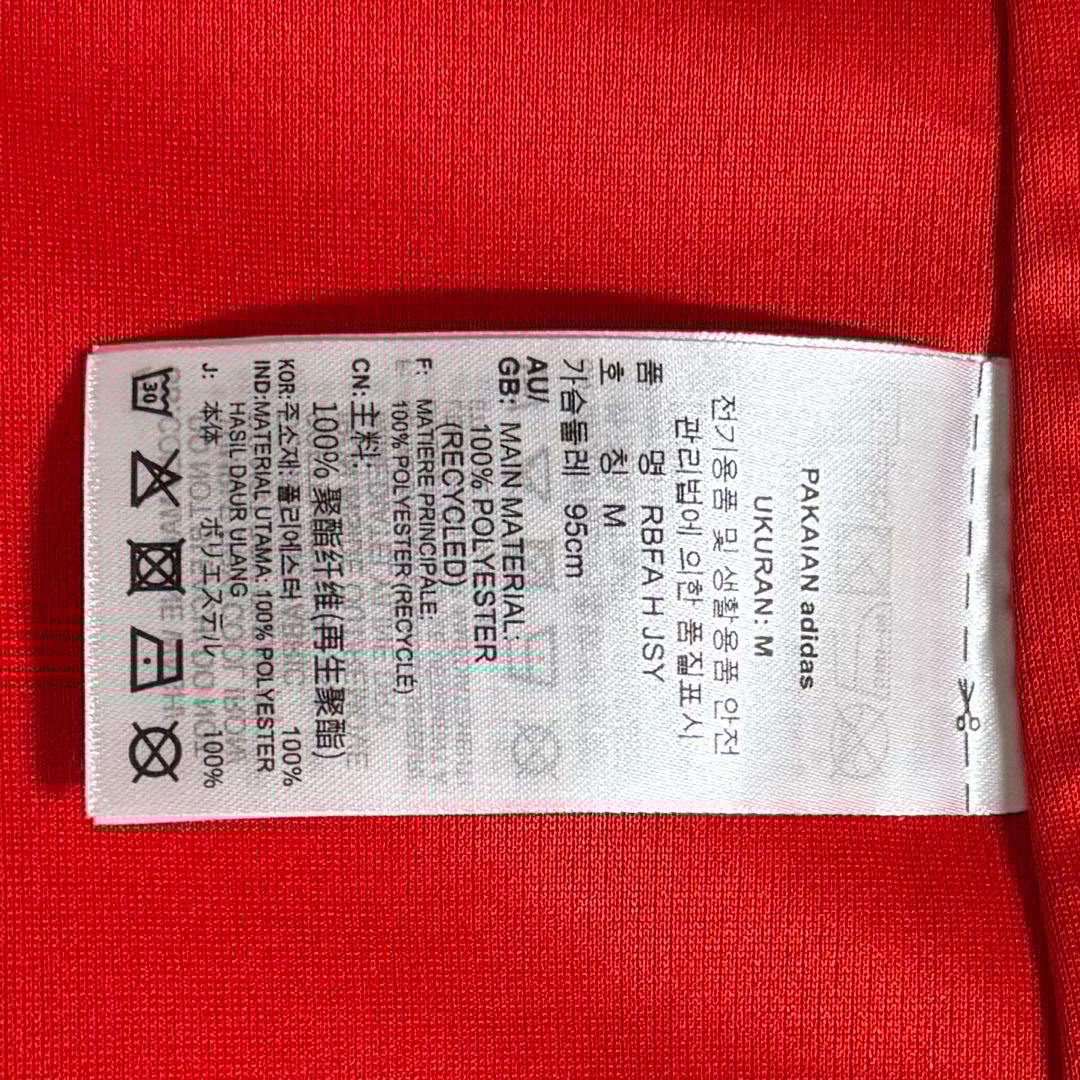 PAKAIAN adidas
UKURAN: M
전기용품 및 생활용품 안전
관리법에 의한 품질표시
품 명 RBFA H JSY
호 칭 M
가슴둘레 95cm
AU/
GB: MAIN MATERIAL:
100% POLYESTER
(RECYCLED)
F: MATIERE PRINCIPALE:
100% POLYESTER (RECYCLÉ)
CN: 主料:
100% 聚酯纤维(再生聚酯)
KOR: 주소재 폴리에스터 100%
IND:MATERIAL UTAMA: 100% POLYESTER
HASIL DAUR ULANG
J: 本体 ポリエステル 100%
30